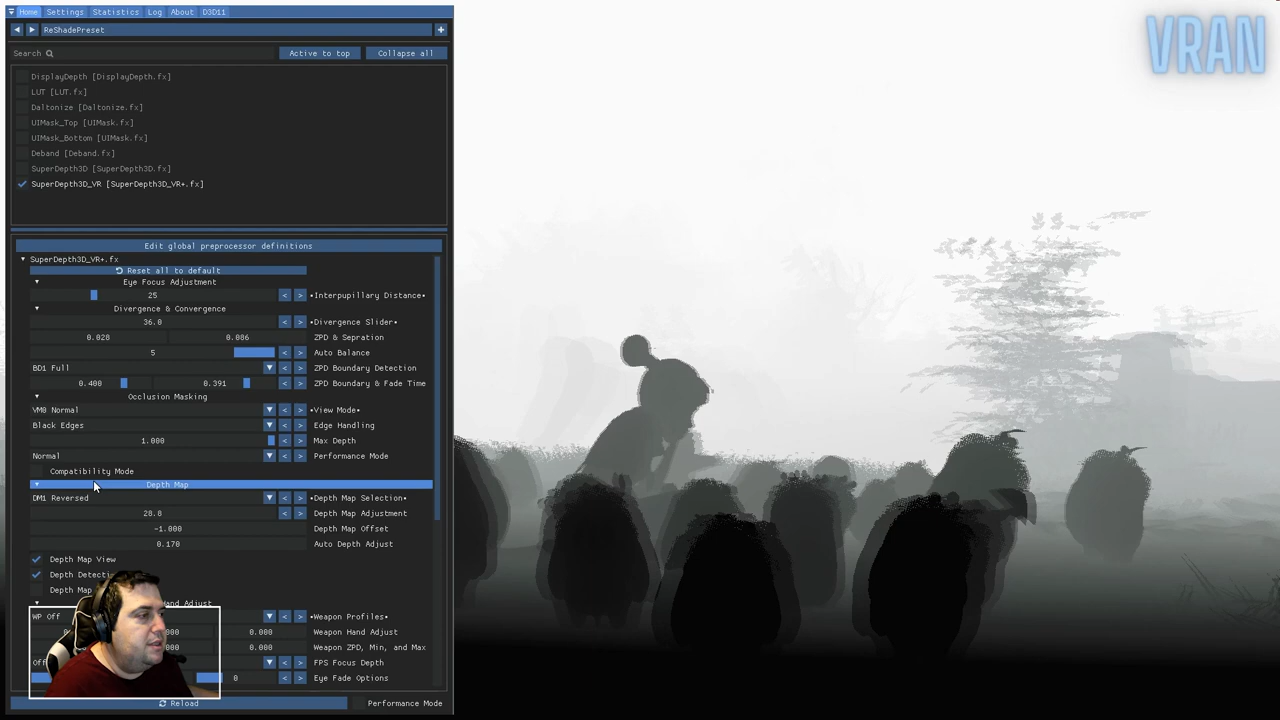 Home Settings Statistics Log About D3D11
ReShadePreset +
Search Active to top Collapse all
DisplayDepth [DisplayDepth.fx]
LUT [LUT.fx]
Daltonize [Daltonize.fx]
UIMask_Top [UIMask.fx]
UIMask_Bottom [UIMask.fx]
Deband [Deband.fx]
SuperDepth3D [SuperDepth3D.fx]
SuperDepth3D_VR [SuperDepth3D_VR+.fx]
Edit global preprocessor definitions
SuperDepth3D_VR+.fx
Reset all to default
Eye Focus Adjustment
25 < > •Interpupillary Distance•
Divergence & Convergence
36.0 < > •Divergence Slider•
0.028 0.086 ZPD & Sepration
5 < > Auto Balance
BD1 Full < > ZPD Boundary Detection
0.400 0.391 < > ZPD Boundary & Fade Time
Occlusion Masking
VM0 Normal < > •View Mode•
Black Edges < > Edge Handling
1.000 < > Max Depth
Normal < > Performance Mode
Compatibility Mode
Depth Map
DM1 Reversed < > •Depth Map Selection•
28.8 < > Depth Map Adjustment
-1.000 Depth Map Offset
0.178 Auto Depth Adjust
Depth Map View
Depth Detecti
Depth Map
Hand Adjust
WP Off < > •Weapon Profiles•
0.000 Weapon Hand Adjust
0.000 Weapon ZPD, Min, and Max
< > FPS Focus Depth
0 < > Eye Fade Options
Reload Performance Mode
VRAN